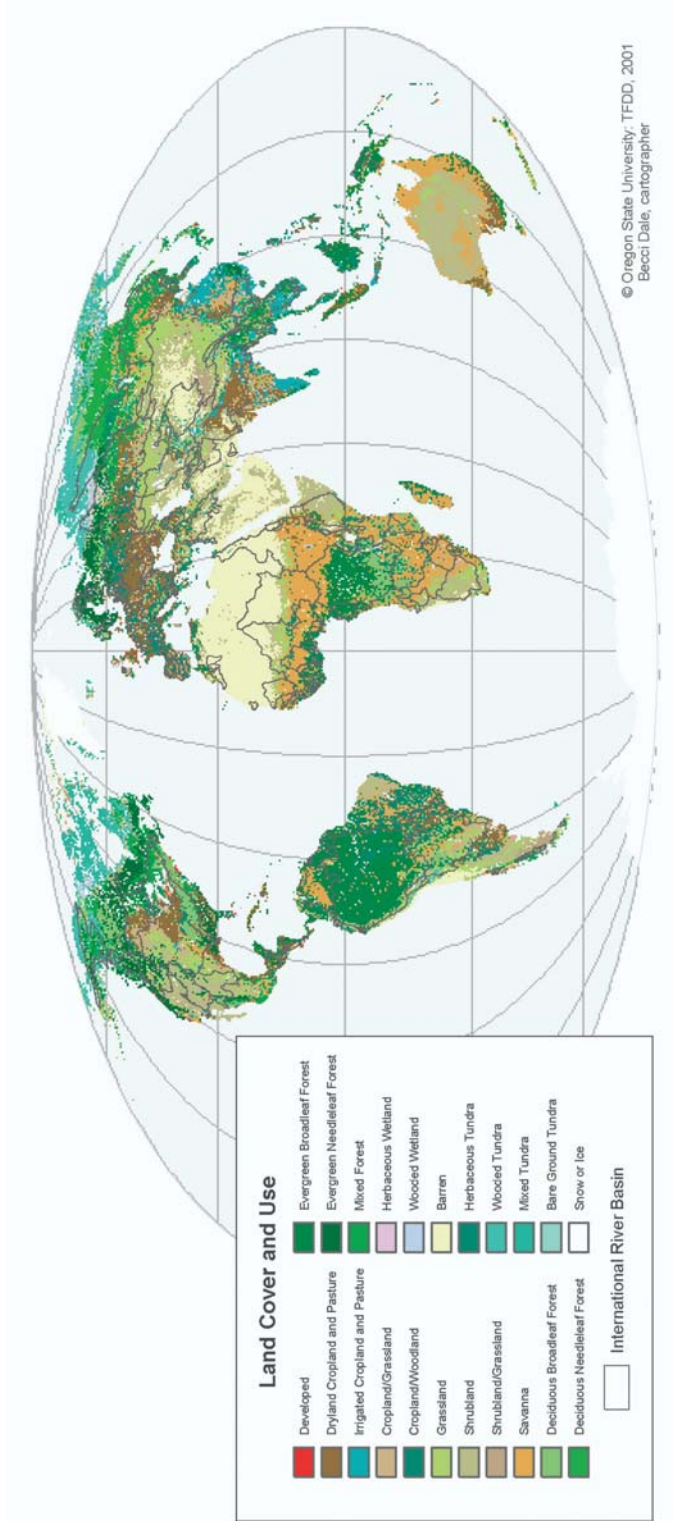 Land Cover and Use
Developed
Dryland Cropland and Pasture
Irrigated Cropland and Pasture
Cropland/Grassland
Cropland/Woodland
Grassland
Shrubland
Shrubland/Grassland
Savanna
Deciduous Broadleaf Forest
Deciduous Needleleaf Forest
Evergreen Broadleaf Forest
Evergreen Needleleaf Forest
Mixed Forest
Herbaceous Wetland
Wooded Wetland
Barren
Herbaceous Tundra
Wooded Tundra
Mixed Tundra
Bare Ground Tundra
Snow or Ice
International River Basin
© Oregon State University: TFDD, 2001
Becci Dale, cartographer